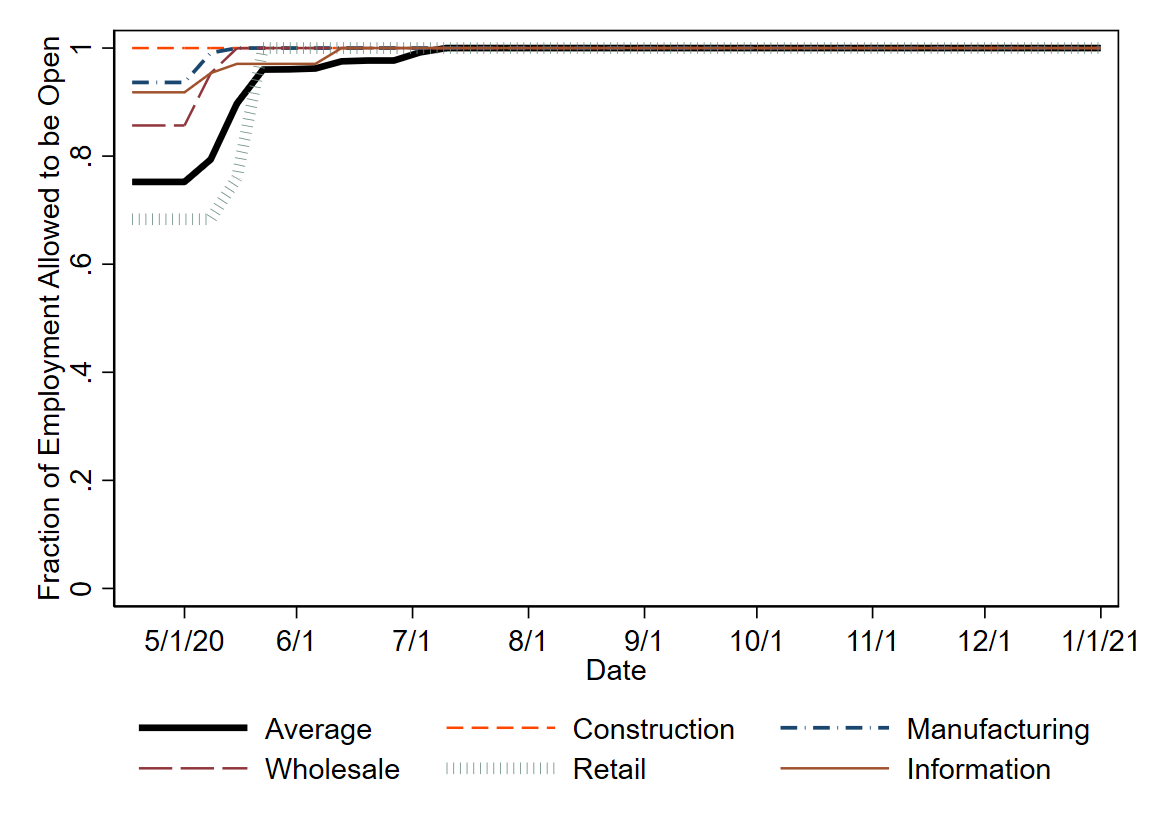 Fraction of Employment Allowed to be Open
1
.8
.6
.4
.2
0
5/1/20 6/1 7/1 8/1 9/1 10/1 11/1 12/1 1/1/21
Date
Average Construction Manufacturing
Wholesale Retail Information